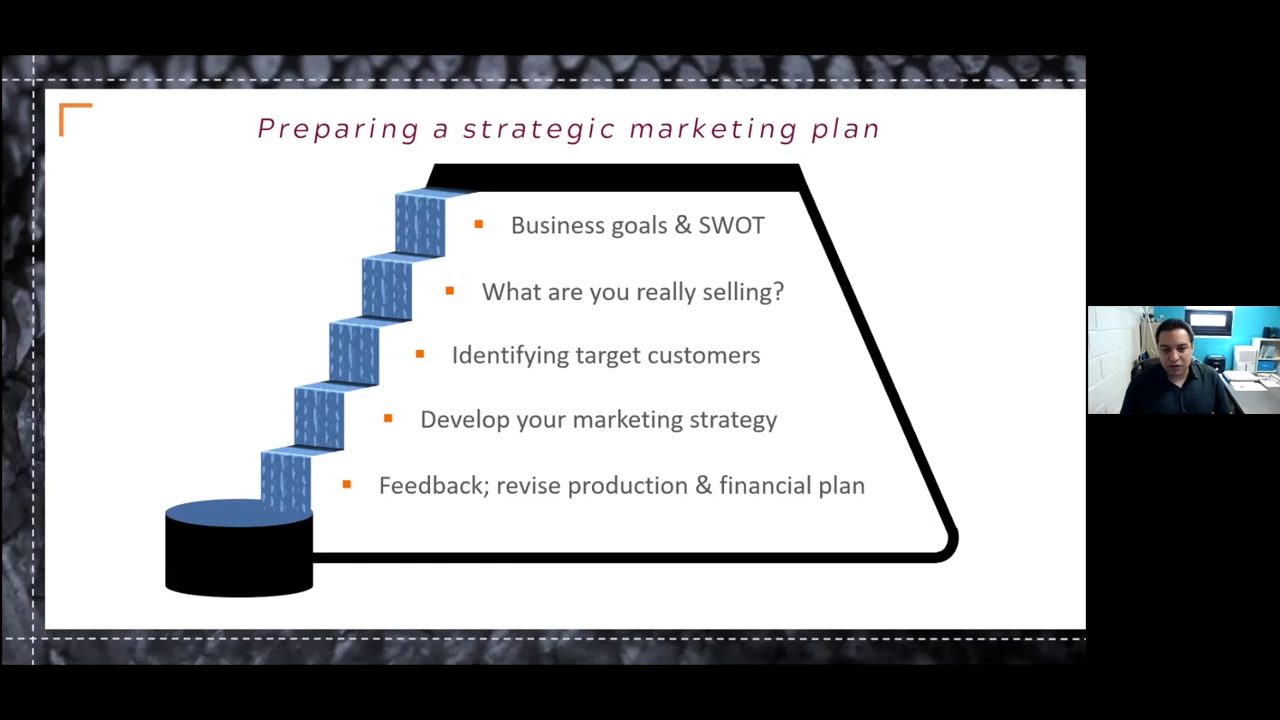 Preparing a strategic marketing plan
Business goals & SWOT
What are you really selling?
Identifying target customers
Develop your marketing strategy
Feedback; revise production & financial plan